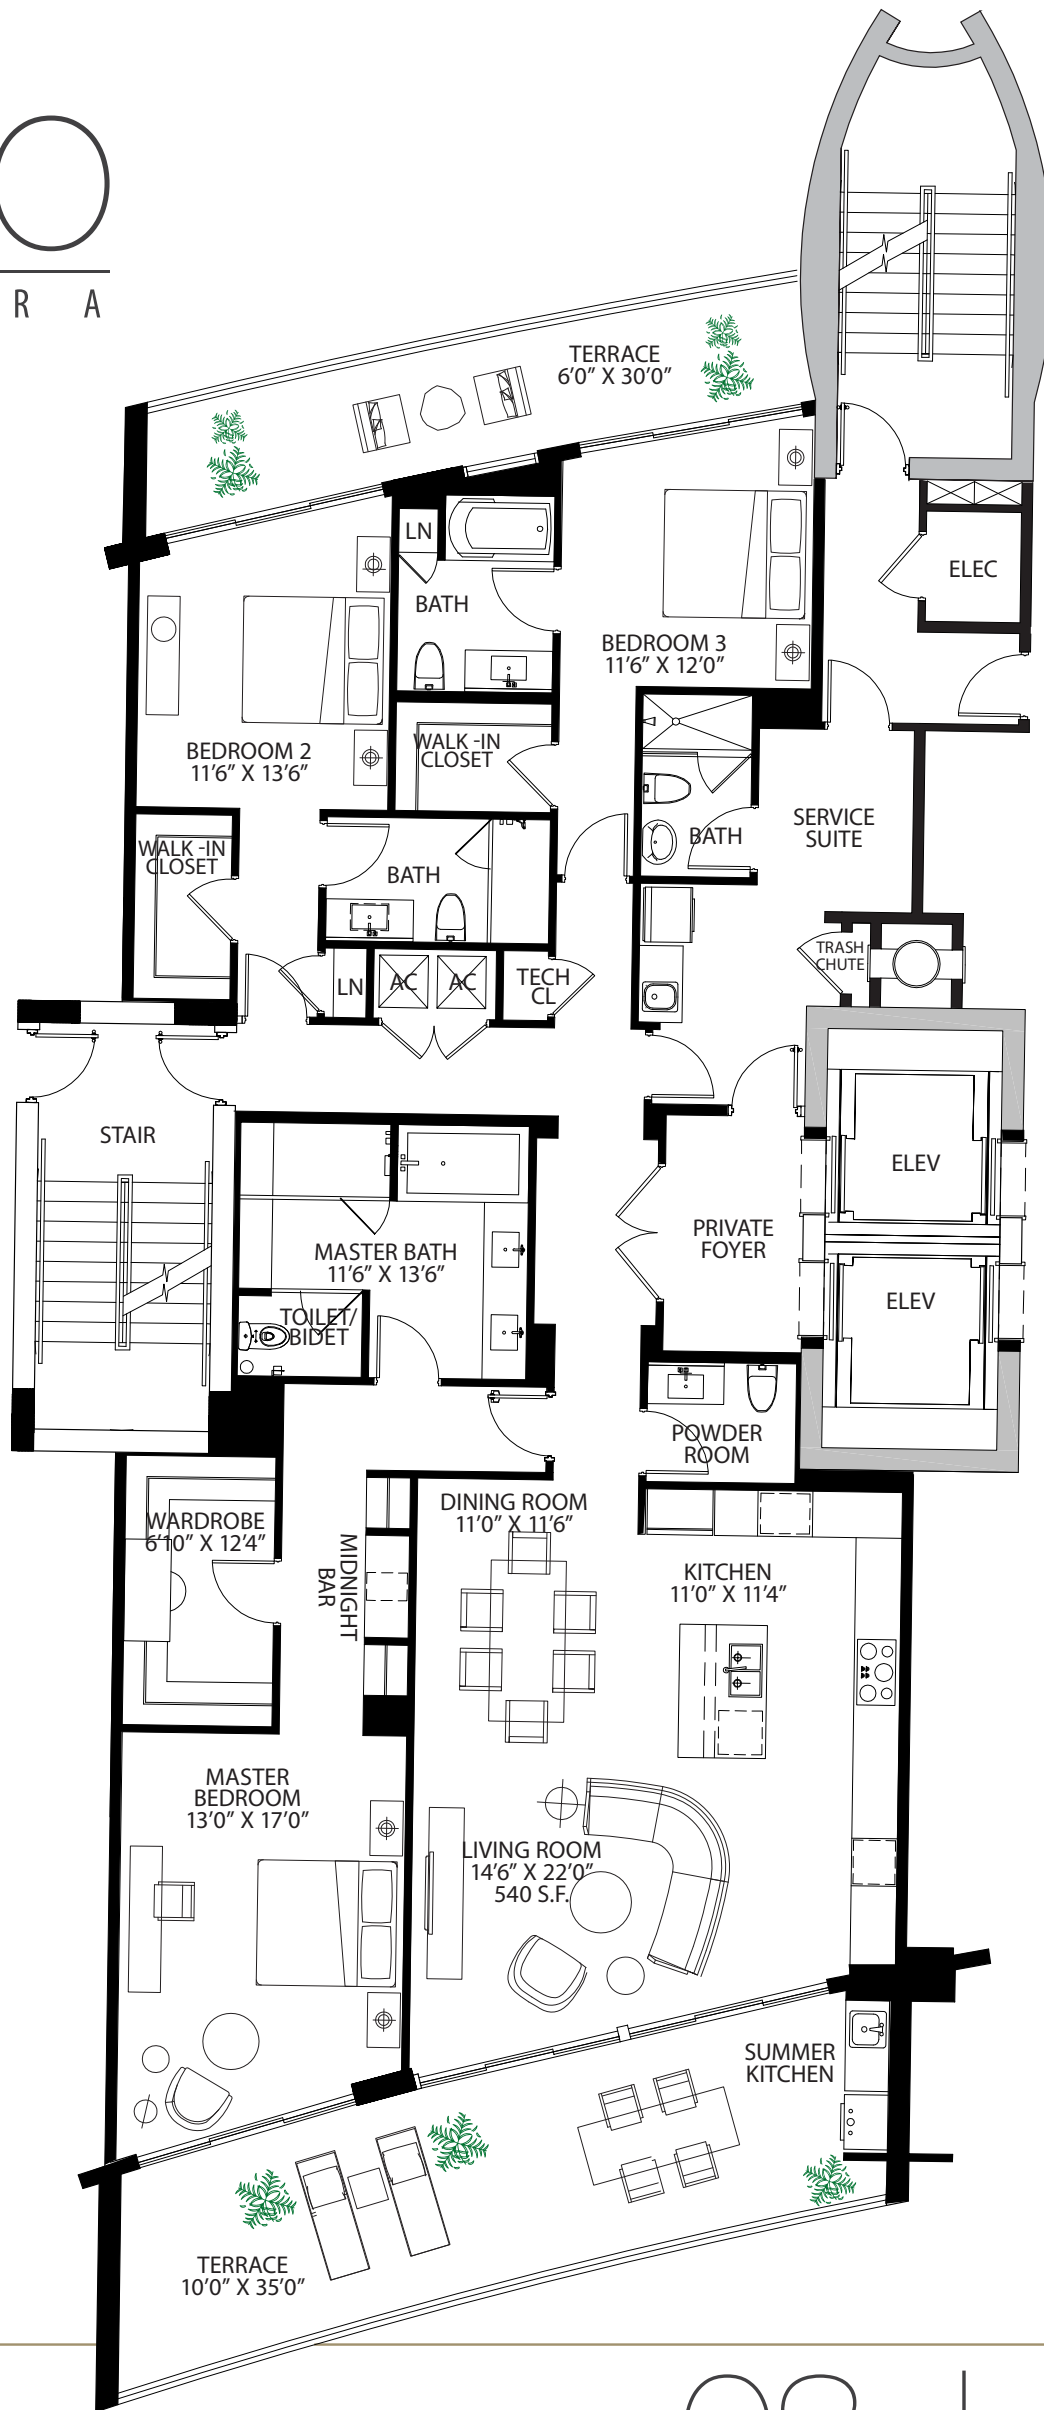 O
R A
TERRACE
6'0" X 30'0"
LN
BATH
ELEC
BEDROOM 3
11'6" X 12'0"
BEDROOM 2
11'6" X 13'6"
WALK -IN
CLOSET
SERVICE
SUITE
BATH
WALK -IN
CLOSET
BATH
TRASH
CHUTE
LN
AC
AC
TECH
CL
STAIR
ELEV
PRIVATE
FOYER
MASTER BATH
11'6" X 13'6"
ELEV
TOILET/
BIDET
POWDER
ROOM
DINING ROOM
11'0" X 11'6"
WARDROBE
6'10" X 12'4"
MIDNIGHT
BAR
KITCHEN
11'0" X 11'4"
MASTER
BEDROOM
13'0" X 17'0"
LIVING ROOM
14'6" X 22'0"
540 S.F.
SUMMER
KITCHEN
TERRACE
10'0" X 35'0"